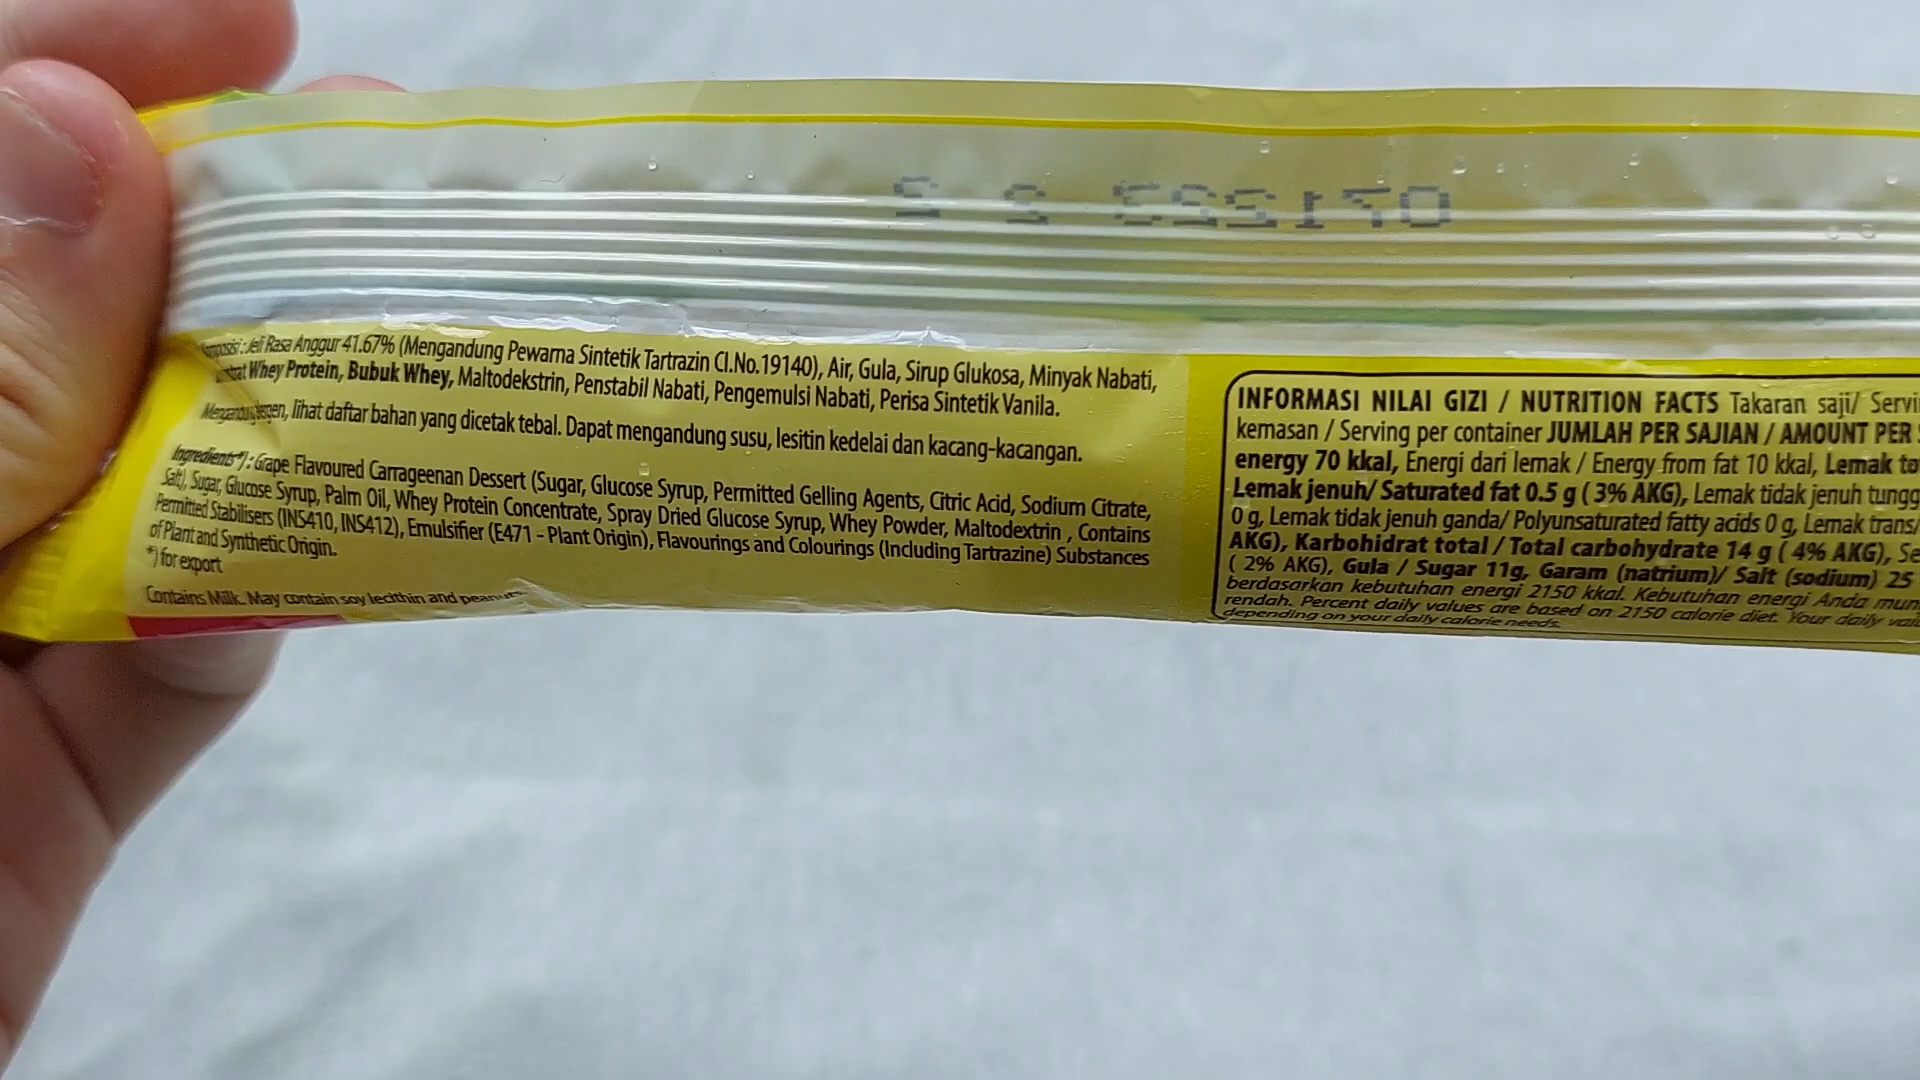 : Jeli Rasa Anggur 41.67% (Mengandung Pewarna Sintetik Tartrazin CI.No.19140), Air, Gula, Sirup Glukosa, Minyak Nabati,
Whey Protein, Bubuk Whey, Maltodekstrin, Penstabil Nabati, Pengemulsi Nabati, Perisa Sintetik Vanila.
lihat daftar bahan yang dicetak tebal. Dapat mengandung susu, lesitin kedelai dan kacang-kacangan.
Ingredients*) : Grape Flavoured Carrageenan Dessert (Sugar, Glucose Syrup, Permitted Gelling Agents, Citric Acid, Sodium Citrate,
Salt), Sugar, Glucose Syrup, Palm Oil, Whey Protein Concentrate, Spray Dried Glucose Syrup, Whey Powder, Maltodextrin , Contains
Permitted Stabilisers (INS410, INS412), Emulsifier (E471 - Plant Origin), Flavourings and Colourings (Including Tartrazine) Substances
of Plant and Synthetic Origin.
*) for export
Contains Milk. May contain soy lecithin and peanuts
INFORMASI NILAI GIZI / NUTRITION FACTS Takaran saji/
kemasan / Serving per container JUMLAH PER SAJIAN / AMOUNT PER
energy 70 kkal, Energi dari lemak / Energy from fat 10 kkal, Lemak
Lemak jenuh/ Saturated fat 0.5 g ( 3% AKG), Lemak tidak jenuh
0 g, Lemak tidak jenuh ganda/ Polyunsaturated fatty acids 0 g, Lemak trans/
AKG), Karbohidrat total / Total carbohydrate 14 g ( 4% AKG),
( 2% AKG), Gula / Sugar 11g, Garam (natrium)/ Salt (sodium) 25
berdasarkan kebutuhan energi 2150 kkal. Kebutuhan energi Anda
rendah. Percent daily values are based on 2150 calorie diet. Your daily
depending on your daily calorie needs.